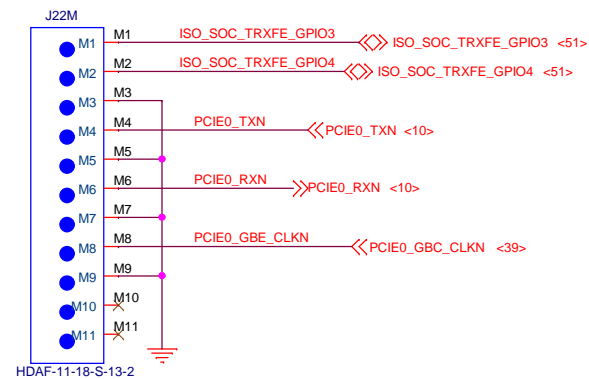 J22M
M1 M1 ISO_SOC_TRXFE_GPIO3 ISO_SOC_TRXFE_GPIO3 <51>
M2 M2 ISO_SOC_TRXFE_GPIO4 ISO_SOC_TRXFE_GPIO4 <51>
M3 M3
M4 M4 PCIE0_TXN PCIE0_TXN <10>
M5 M5
M6 M6 PCIE0_RXN PCIE0_RXN <10>
M7 M7
M8 M8 PCIE0_GBE_CLKN PCIE0_GBC_CLKN <39>
M9 M9
M10 M10
M11 M11
HDAF-11-18-S-13-2